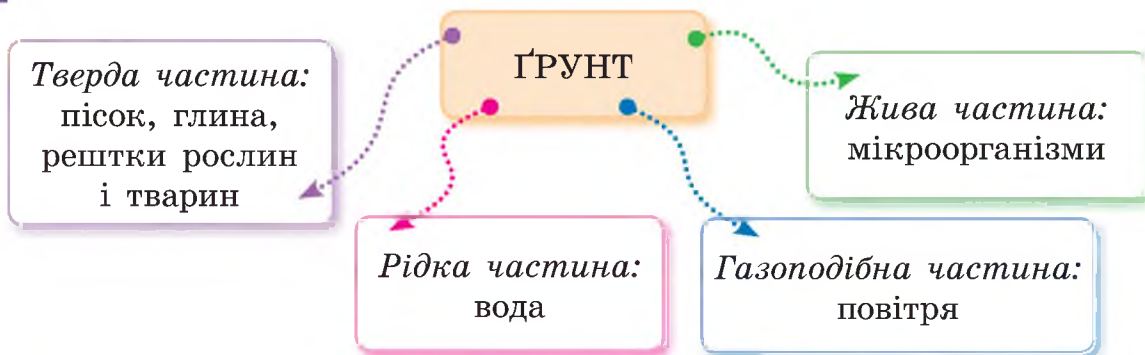 ҐРУНТ
Тверда частина:
пісок, глина,
рештки рослин
і тварин
Рідка частина:
вода
Газоподібна частина:
повітря
Жива частина:
мікроорганізми